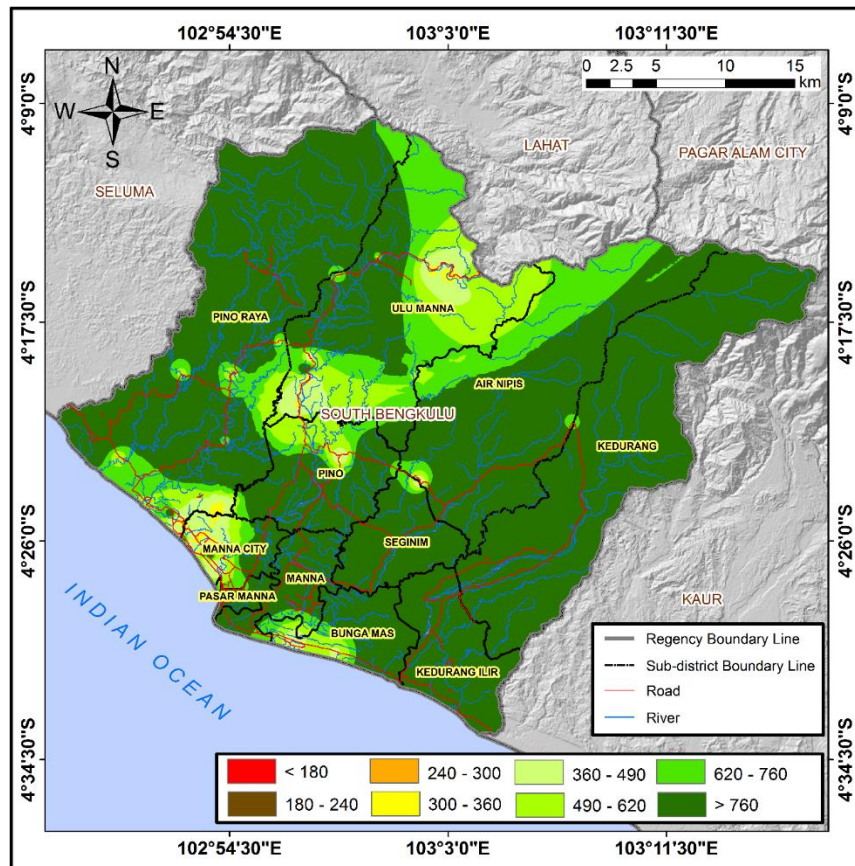 102°54'30"E 103°3'30"E 103°11'30"E
0 2.5 5 10 15
km
N
W E
S
4°9'0"S 4°9'0"S
LAHAT
PAGAR ALAM CITY
SELUMA
ULU MANNA
PINO RAYA
4°17'30"S 4°17'30"S
AIR NIPIS
SOUTH BENGKULU
KEDURANG
PINO
4°26'0"S 4°26'0"S
SEGINIM
MANNA CITY
MANNA
PASAR MANNA
KAUR
BUNGA MAS
INDIAN OCEAN
KEDURANG ILIR
Regency Boundary Line
Sub-district Boundary Line
Road
River
4°34'30"S 4°34'30"S
< 180 240 - 300 360 - 490 620 - 760
180 - 240 300 - 360 490 - 620 > 760
102°54'30"E 103°3'30"E 103°11'30"E